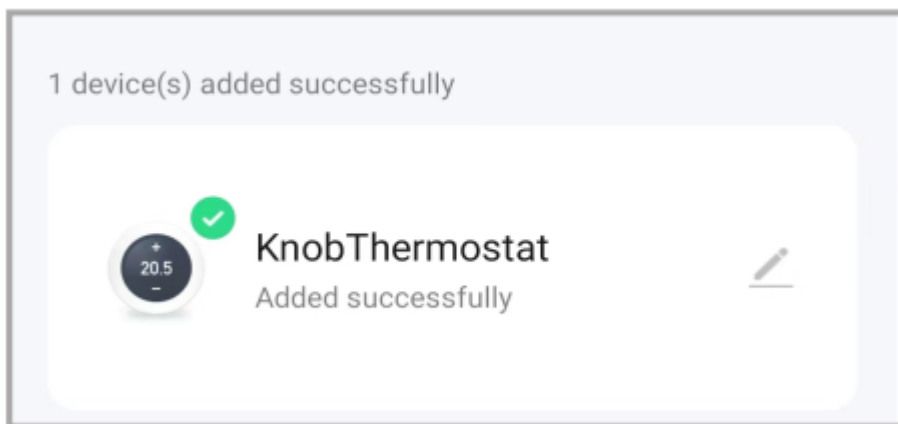 1 device(s) added successfully
KnobThermostat
+
20.5
−
Added successfully